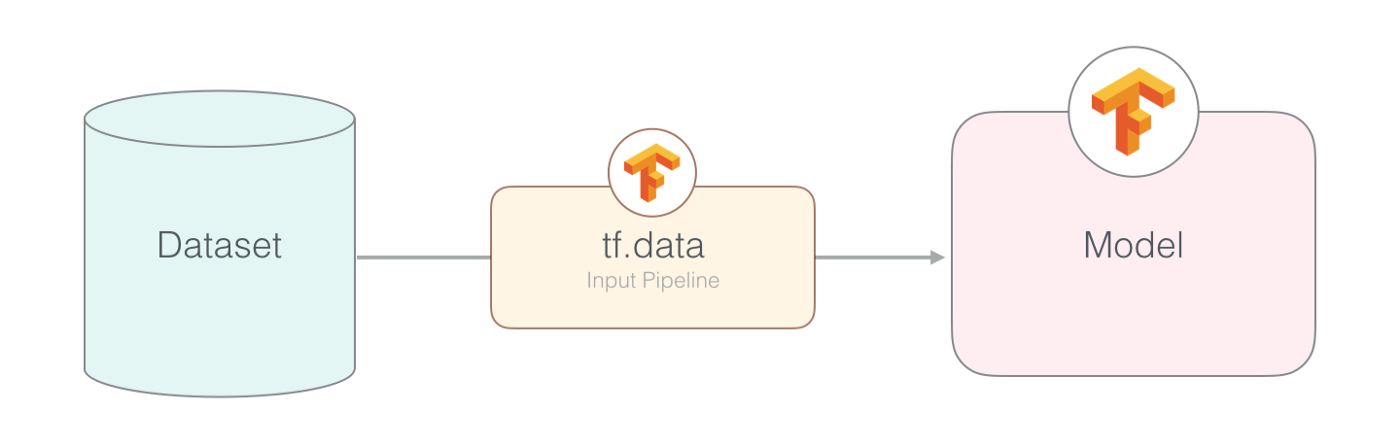 Dataset
tf.data
Input Pipeline
Model